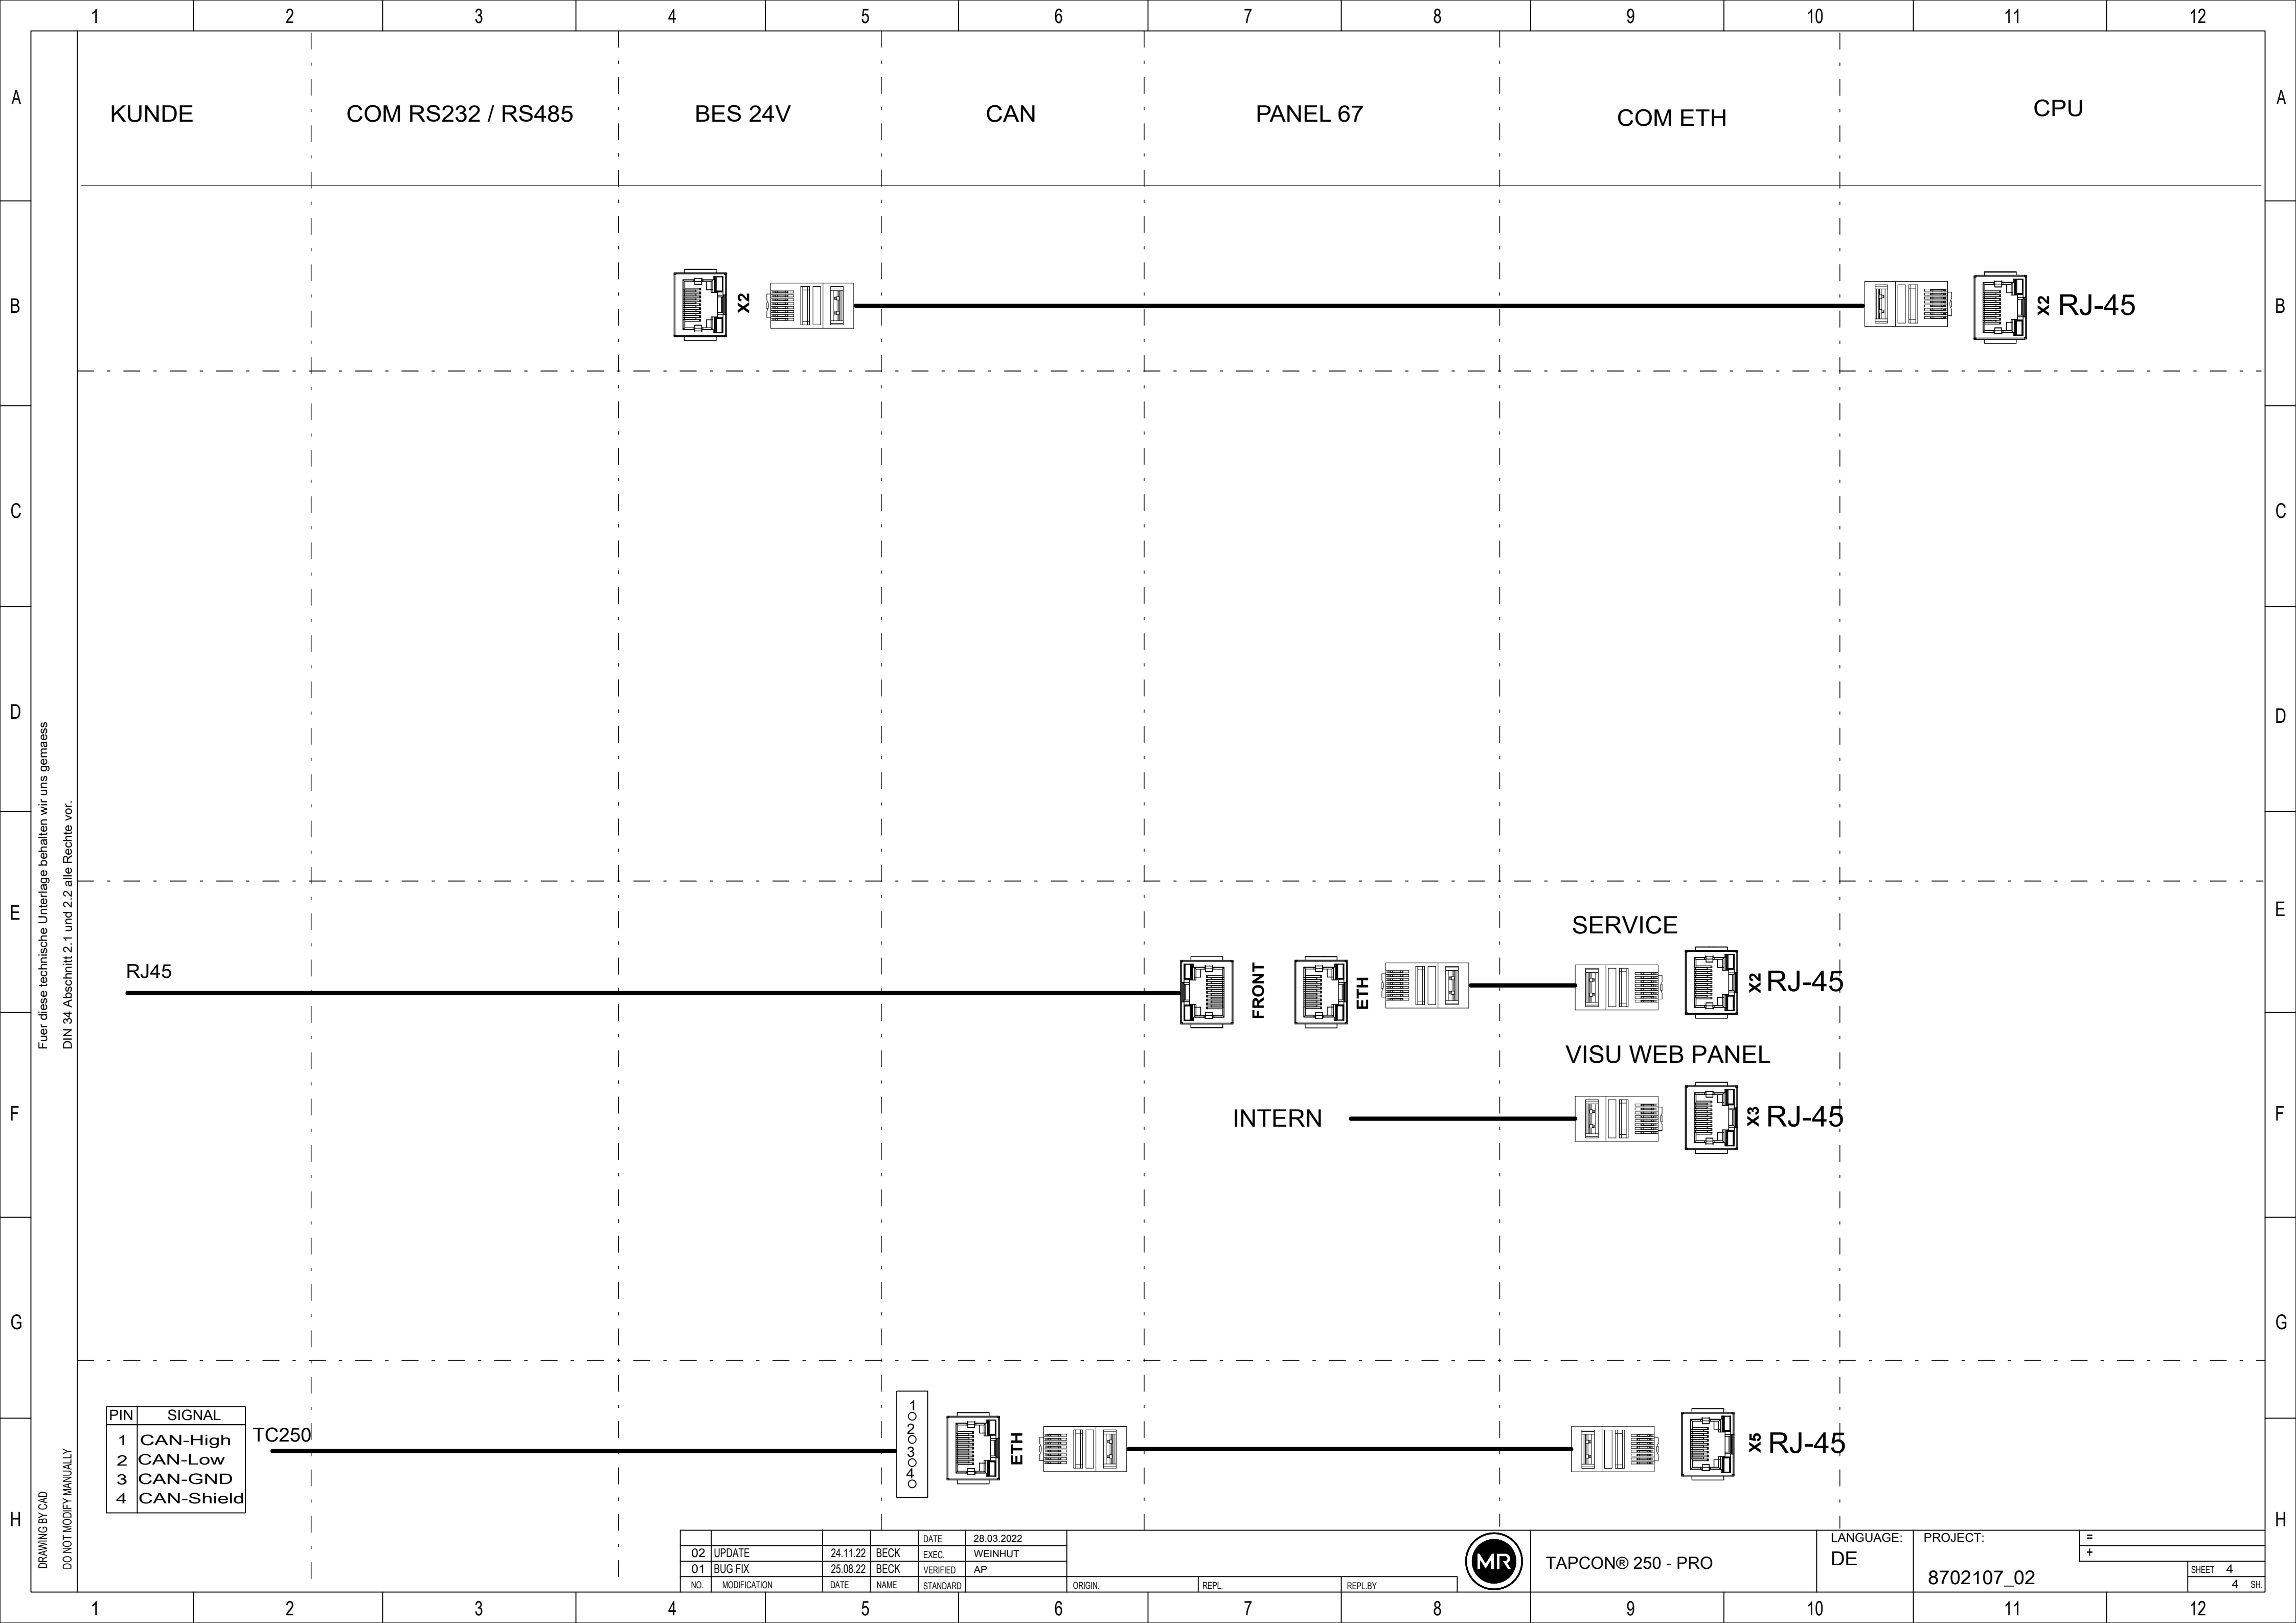 1 2 3 4 5 6 7 8 9 10 11 12
A A
KUNDE COM RS232 / RS485 BES 24V CAN PANEL 67 COM ETH CPU
B B
X2 X2 RJ-45
C C
D D
E E
SERVICE
RJ45
FRONT ETH X2 RJ-45
VISU WEB PANEL
F F
INTERN X3 RJ-45
G G
PIN SIGNAL
1 CAN-High
2 CAN-Low
3 CAN-GND
4 CAN-Shield
TC250
1
2
3
4
ETH X5 RJ-45
H H
Fuer diese technische Unterlage behalten wir uns gemaess
DIN 34 Abschnitt 2.1 und 2.2 alle Rechte vor.
DRAWING BY CAD
DO NOT MODIFY MANUALLY
DATE 28.03.2022
02 UPDATE 24.11.22 BECK EXEC. WEINHUT
01 BUG FIX 25.08.22 BECK VERIFIED AP
NO. MODIFICATION DATE NAME STANDARD ORIGIN. REPL. REPL.BY
MR
TAPCON® 250 - PRO
LANGUAGE:
DE
PROJECT:
8702107_02
=
+
SHEET 4
4 SH.
1 2 3 4 5 6 7 8 9 10 11 12